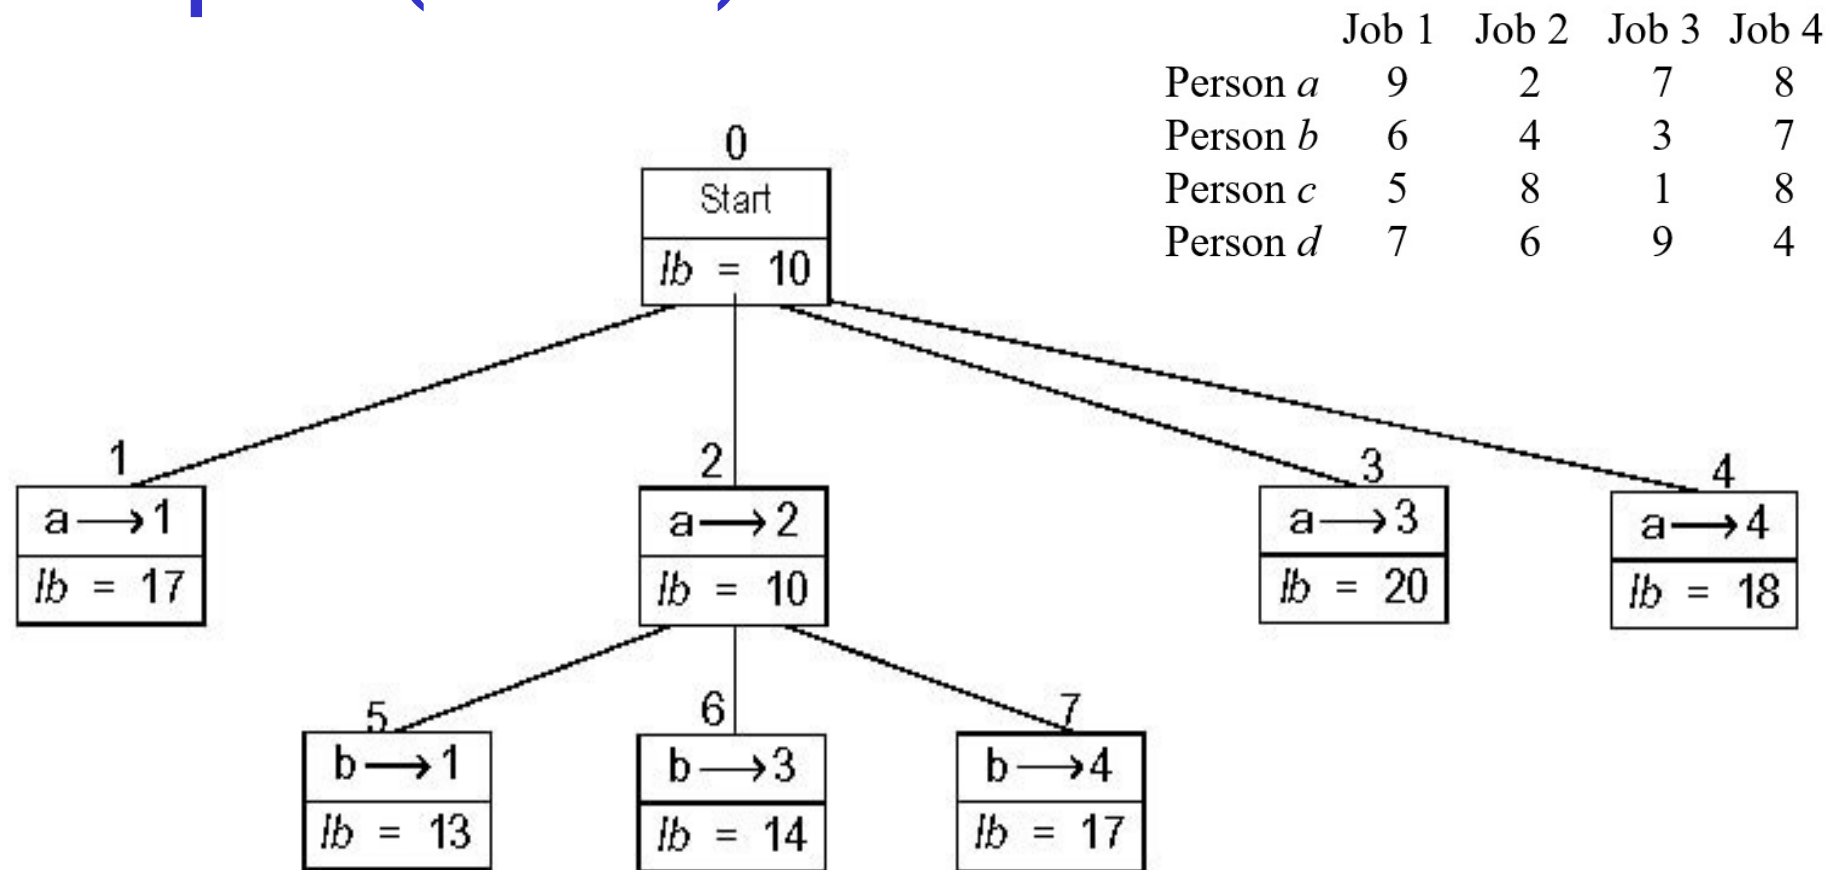 Job 1 Job 2 Job 3 Job 4
Person a 9 2 7 8
Person b 6 4 3 7
Person c 5 8 1 8
Person d 7 6 9 4
0
Start
lb = 10
1
a→1
lb = 17
2
a→2
lb = 10
3
a→3
lb = 20
4
a→4
lb = 18
5
b→1
lb = 13
6
b→3
lb = 14
7
b→4
lb = 17